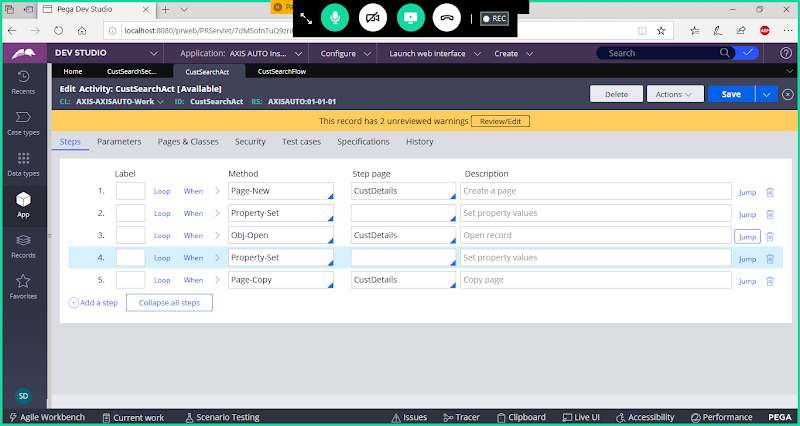 Pega Dev Studio
Pa
REC
localhost:8080/prweb/PRServlet/7dMSofnTuQ9zri
ABP
DEV STUDIO
Application: AXIS AUTO Ins...
Configure
Launch web interface
Create
Search
Recents
Case types
Data types
App
Records
Favorites
SD
Home
CustSearchSec...
CustSearchAct
CustSearchFlow
Edit Activity: CustSearchAct [Available]
CL: AXIS-AXISAUTO-Work ID: CustSearchAct RS: AXISAUTO:01-01-01
Delete
Actions
Save
This record has 2 unreviewed warnings Review/Edit
Steps Parameters Pages & Classes Security Test cases Specifications History
Label Method Step page Description
1. Loop When Page-New CustDetails Create a page Jump
2. Loop When Property-Set Set property values Jump
3. Loop When Obj-Open CustDetails Open record Jump
4. Loop When Property-Set Set property values Jump
5. Loop When Page-Copy CustDetails Copy page Jump
Add a step Collapse all steps
Agile Workbench Current work Scenario Testing Issues Tracer Clipboard Live UI Accessibility Performance PEGA